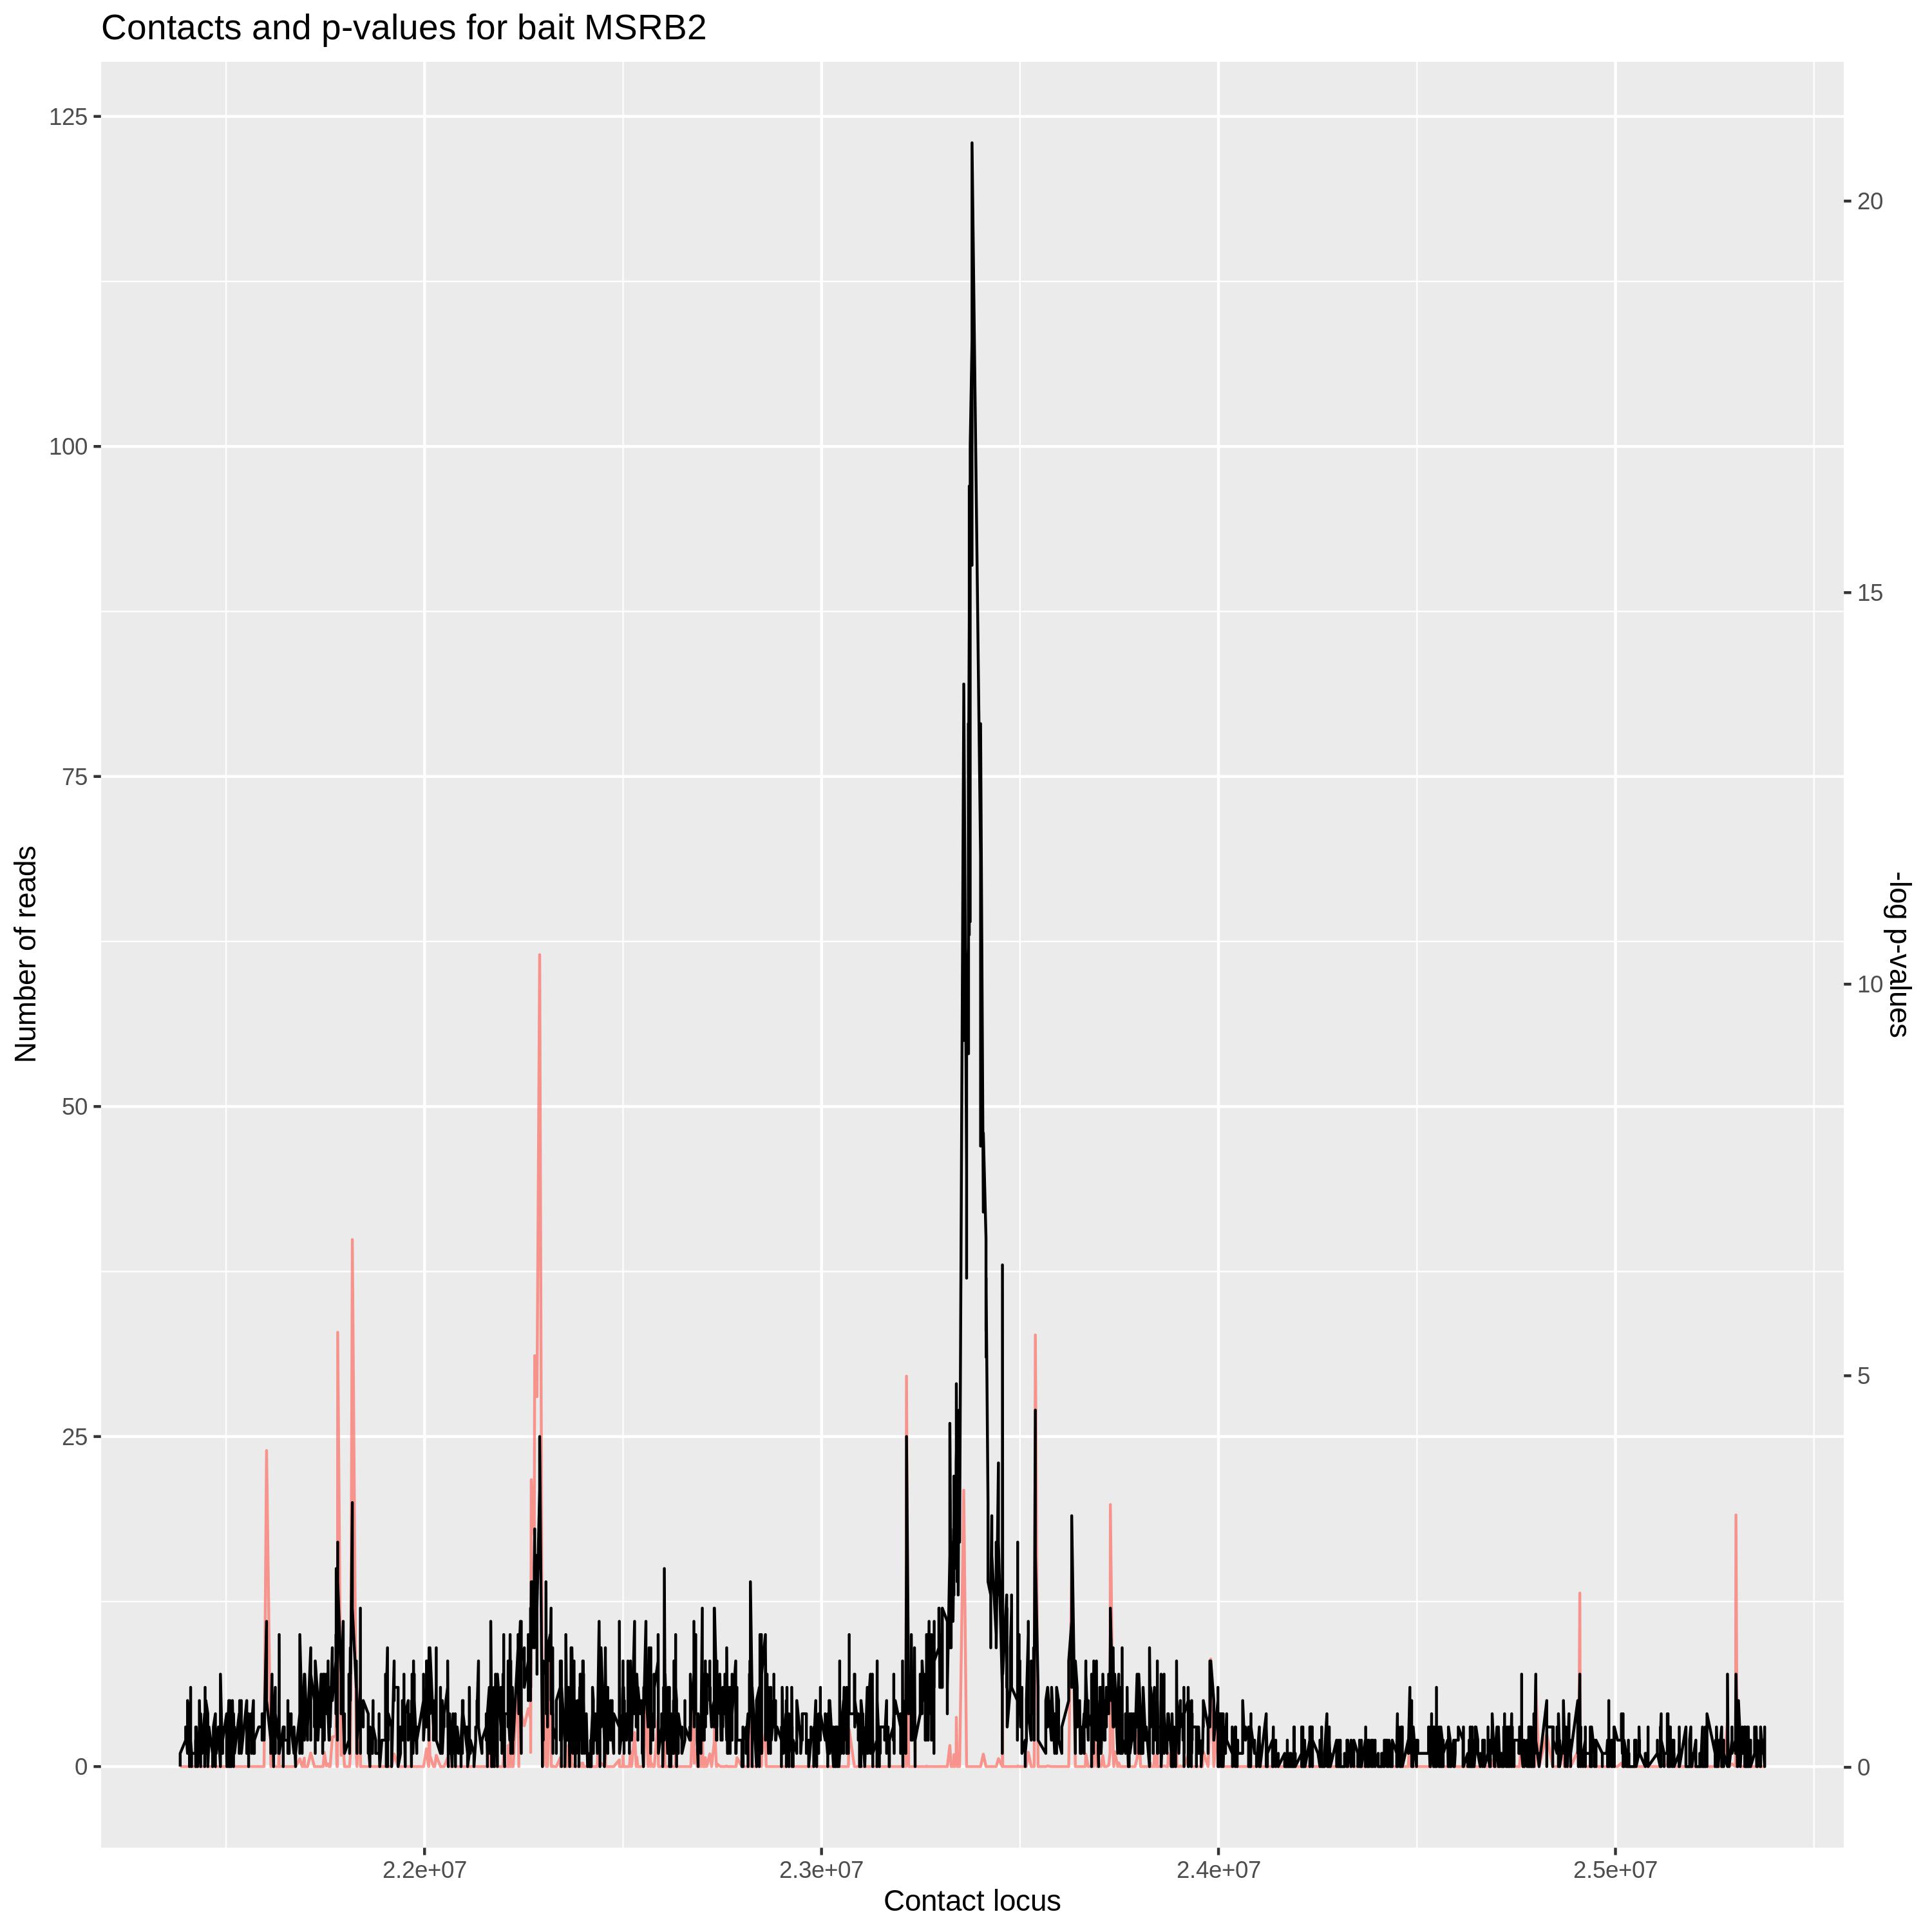 Contacts and p-values for bait MSRB2
125
100
75
50
25
0
Number of reads
20
15
10
5
0
-log p-values
2.2e+07 2.3e+07 2.4e+07 2.5e+07
Contact locus